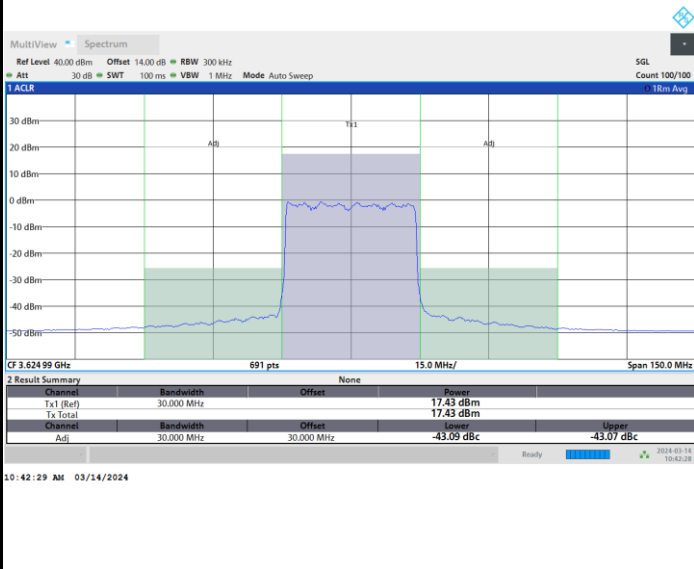 MultiView Spectrum
Ref Level 40.00 dBm Offset 14.00 dB RBW 300 kHz SGL
Att 30 dB SWT 100 ms VBW 1 MHz Mode Auto Sweep Count 100/100
1 ACLR 1Rm Avg
30 dBm
Tx1
20 dBm Adj Adj
10 dBm
0 dBm
-10 dBm
-20 dBm
-30 dBm
-40 dBm
-50 dBm
CF 3.624 99 GHz 691 pts 15.0 MHz/ Span 150.0 MHz
2 Result Summary None
Channel Bandwidth Offset Power
Tx1 (Ref) 30.000 MHz 17.43 dBm
Tx Total 17.43 dBm
Channel Bandwidth Offset Lower Upper
Adj 30.000 MHz 30.000 MHz -43.09 dBc -43.07 dBc
Ready 2024-03-14
10:42:28
10:42:29 AM 03/14/2024